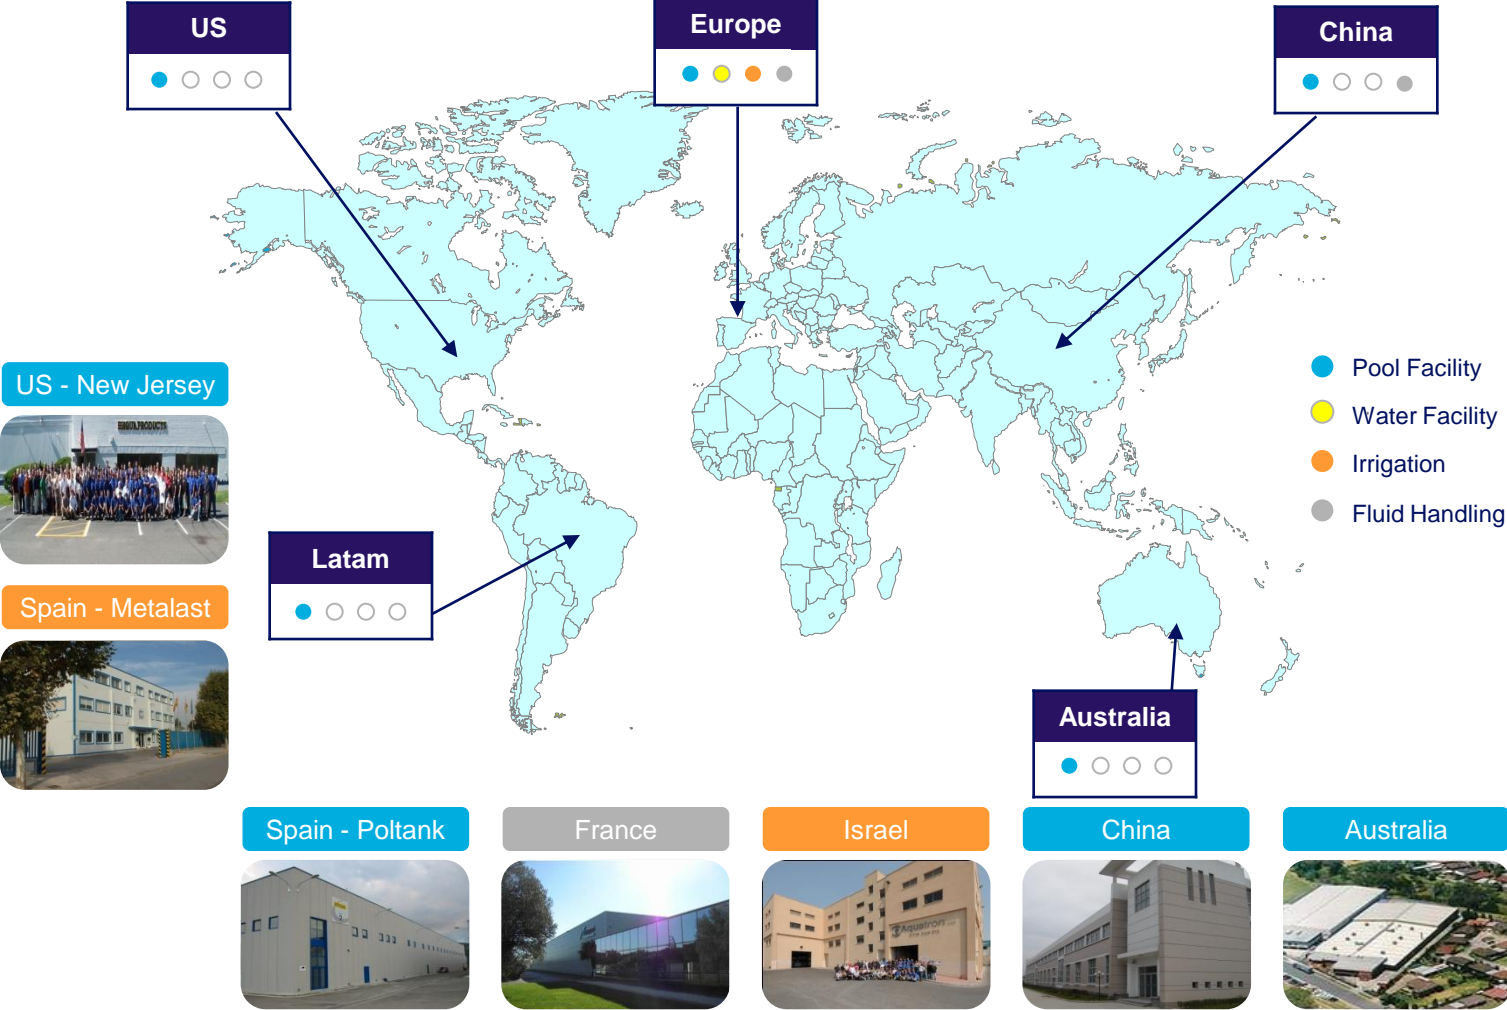 US
Europe
China
Pool Facility
Water Facility
Irrigation
Fluid Handling
US - New Jersey
Latam
Spain - Metalast
Australia
Spain - Poltank
France
Israel
China
Australia
Aquatron